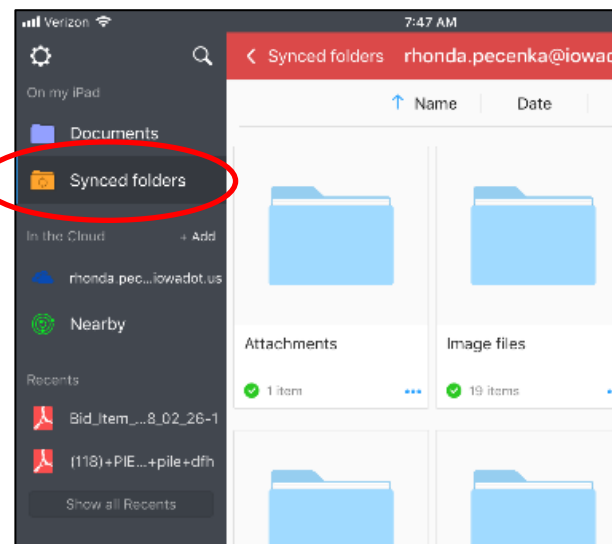 Verizon 7:47 AM
Synced folders rhonda.pecenka@iowad
On my iPad
Name Date
Documents
Synced folders
In the Cloud + Add
rhonda.pec...iowadot.us
Nearby
Attachments Image files
1 item 19 items
Recents
Bid_Item_...8_02_26-1
(118)+PIE...+pile+dfh
Show all Recents